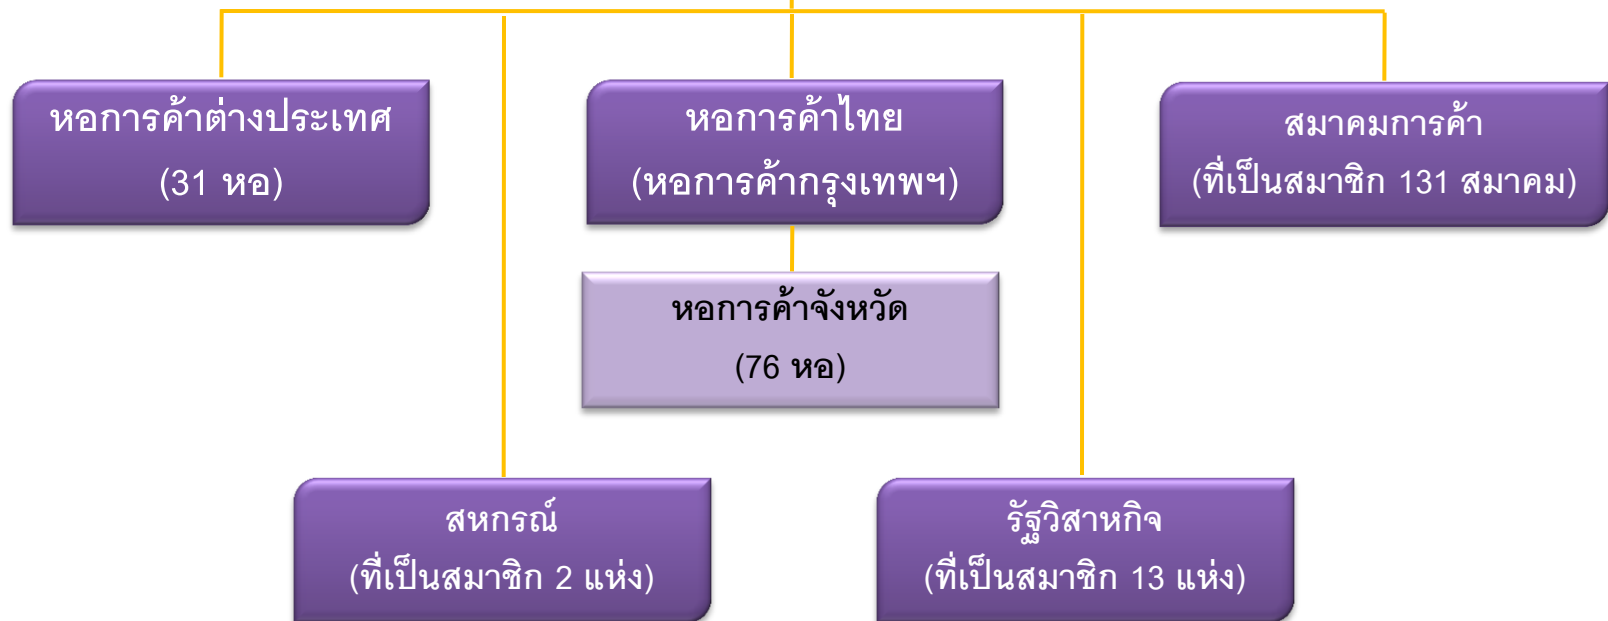 หอการค้าต่างประเทศ
(31 หอ)
หอการค้าไทย
(หอการค้ากรุงเทพฯ)
สมาคมการค้า
(ที่เป็นสมาชิก 131 สมาคม)
หอการค้าจังหวัด
(76 หอ)
สหกรณ์
(ที่เป็นสมาชิก 2 แห่ง)
รัฐวิสาหกิจ
(ที่เป็นสมาชิก 13 แห่ง)